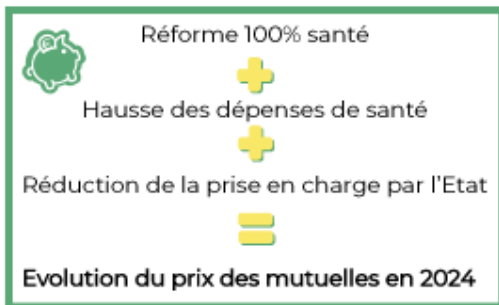 Réforme 100% santé
+
Hausse des dépenses de santé
+
Réduction de la prise en charge par l'Etat
=
Evolution du prix des mutuelles en 2024